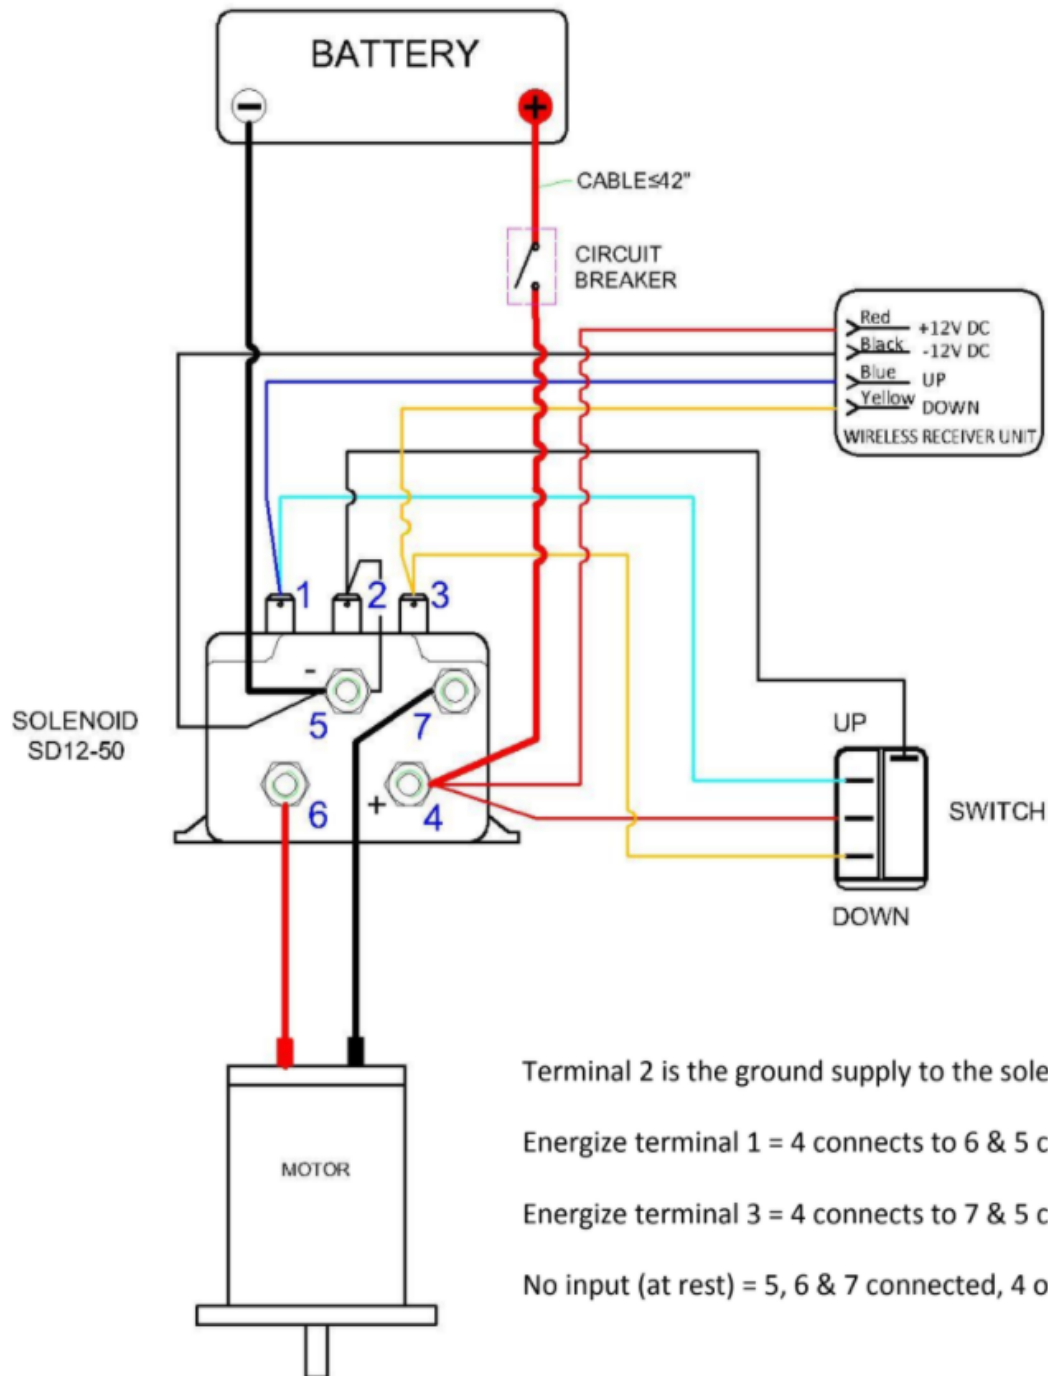 BATTERY
−
+
CABLE≤42"
CIRCUIT
BREAKER
Red +12V DC
Black -12V DC
Blue UP
Yellow DOWN
WIRELESS RECEIVER UNIT
1 2 3
-
5 7
SOLENOID
SD12-50
6 + 4
UP
SWITCH
DOWN
MOTOR
Terminal 2 is the ground supply to the sole
Energize terminal 1 = 4 connects to 6 & 5 c
Energize terminal 3 = 4 connects to 7 & 5 c
No input (at rest) = 5, 6 & 7 connected, 4 o